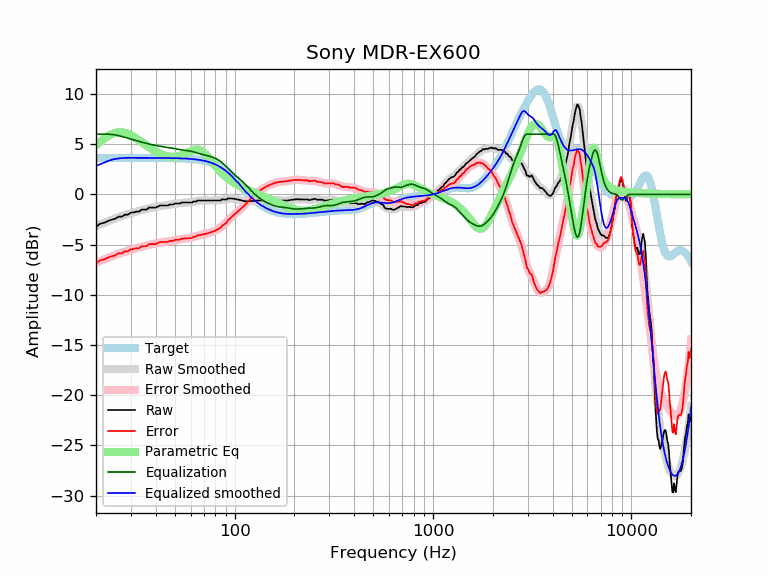 Sony MDR-EX600
Amplitude (dBr)
10
5
0
−5
−10
−15
−20
−25
−30
Target
Raw Smoothed
Error Smoothed
Raw
Error
Parametric Eq
Equalization
Equalized smoothed
100 1000 10000
Frequency (Hz)